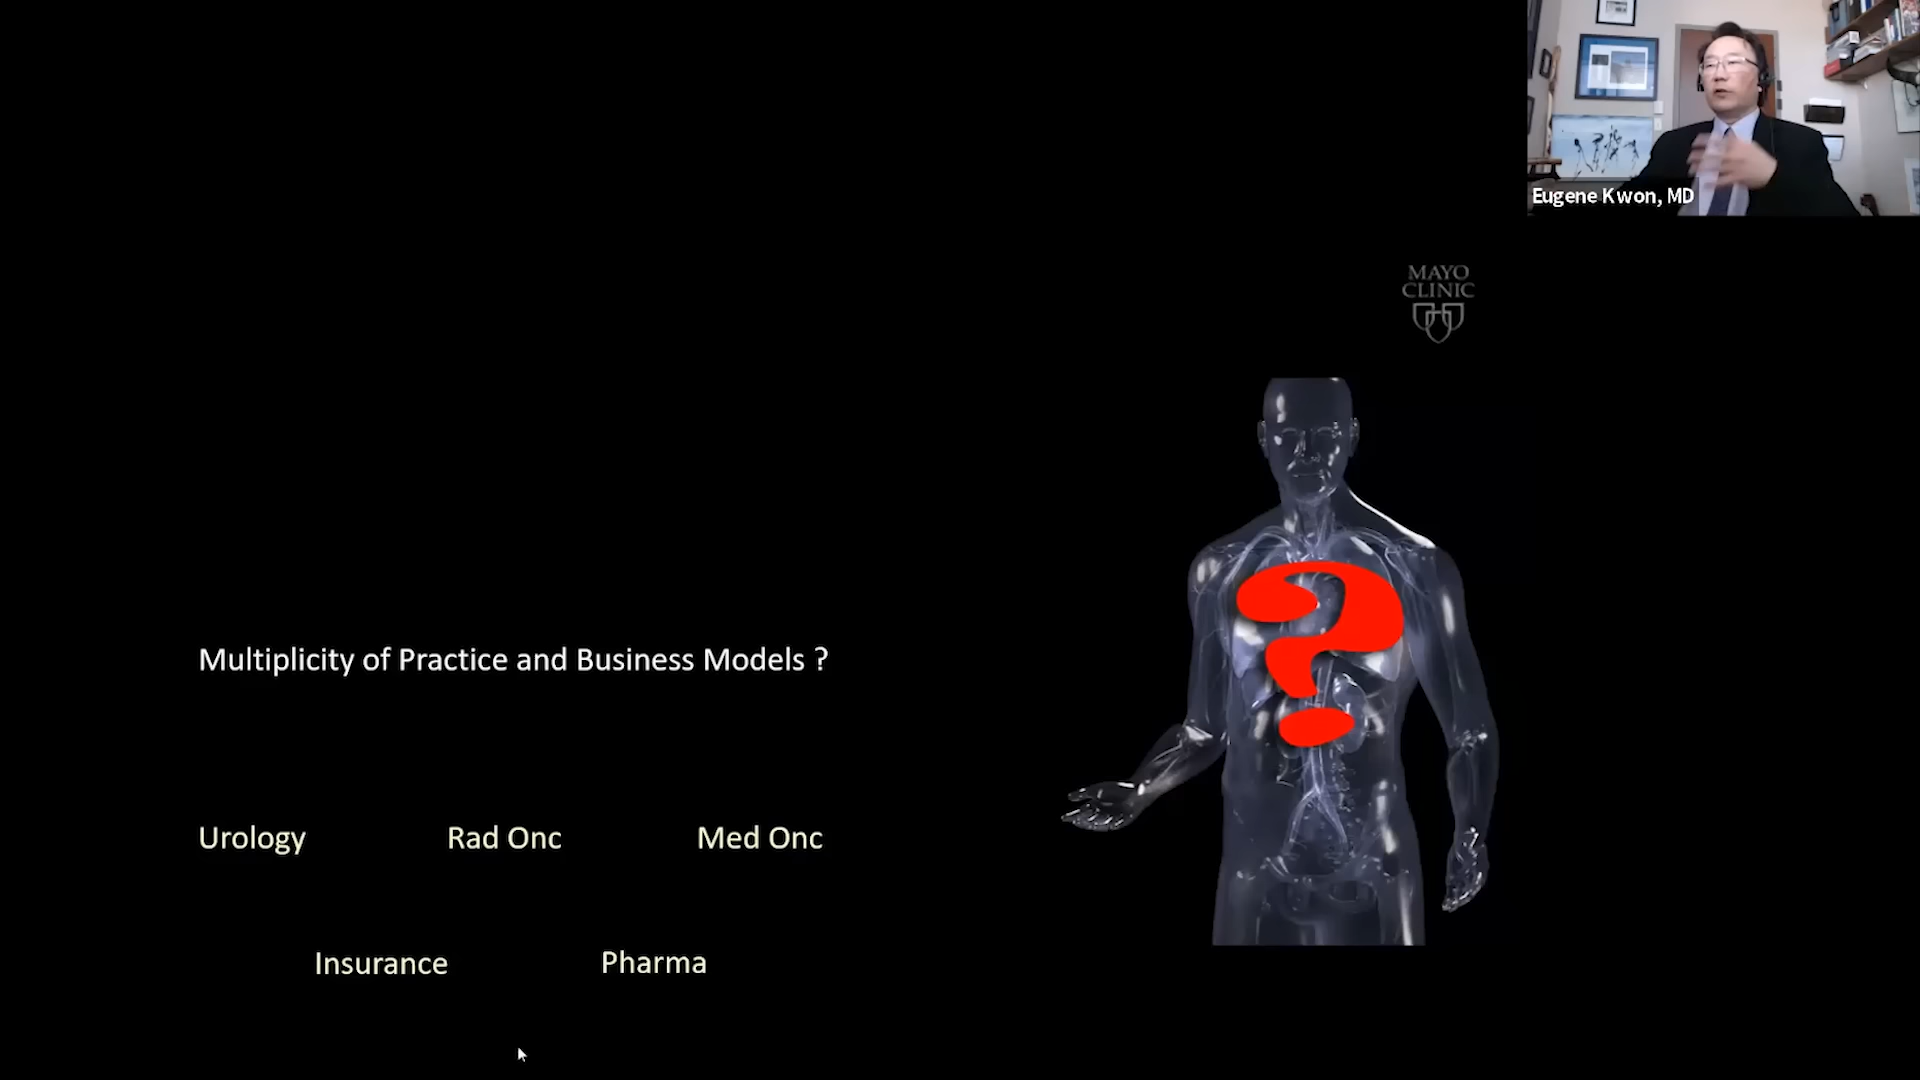 Eugene Kwon, MD
MAYO
CLINIC
?
Multiplicity of Practice and Business Models ?
Urology
Rad Onc
Med Onc
Insurance
Pharma